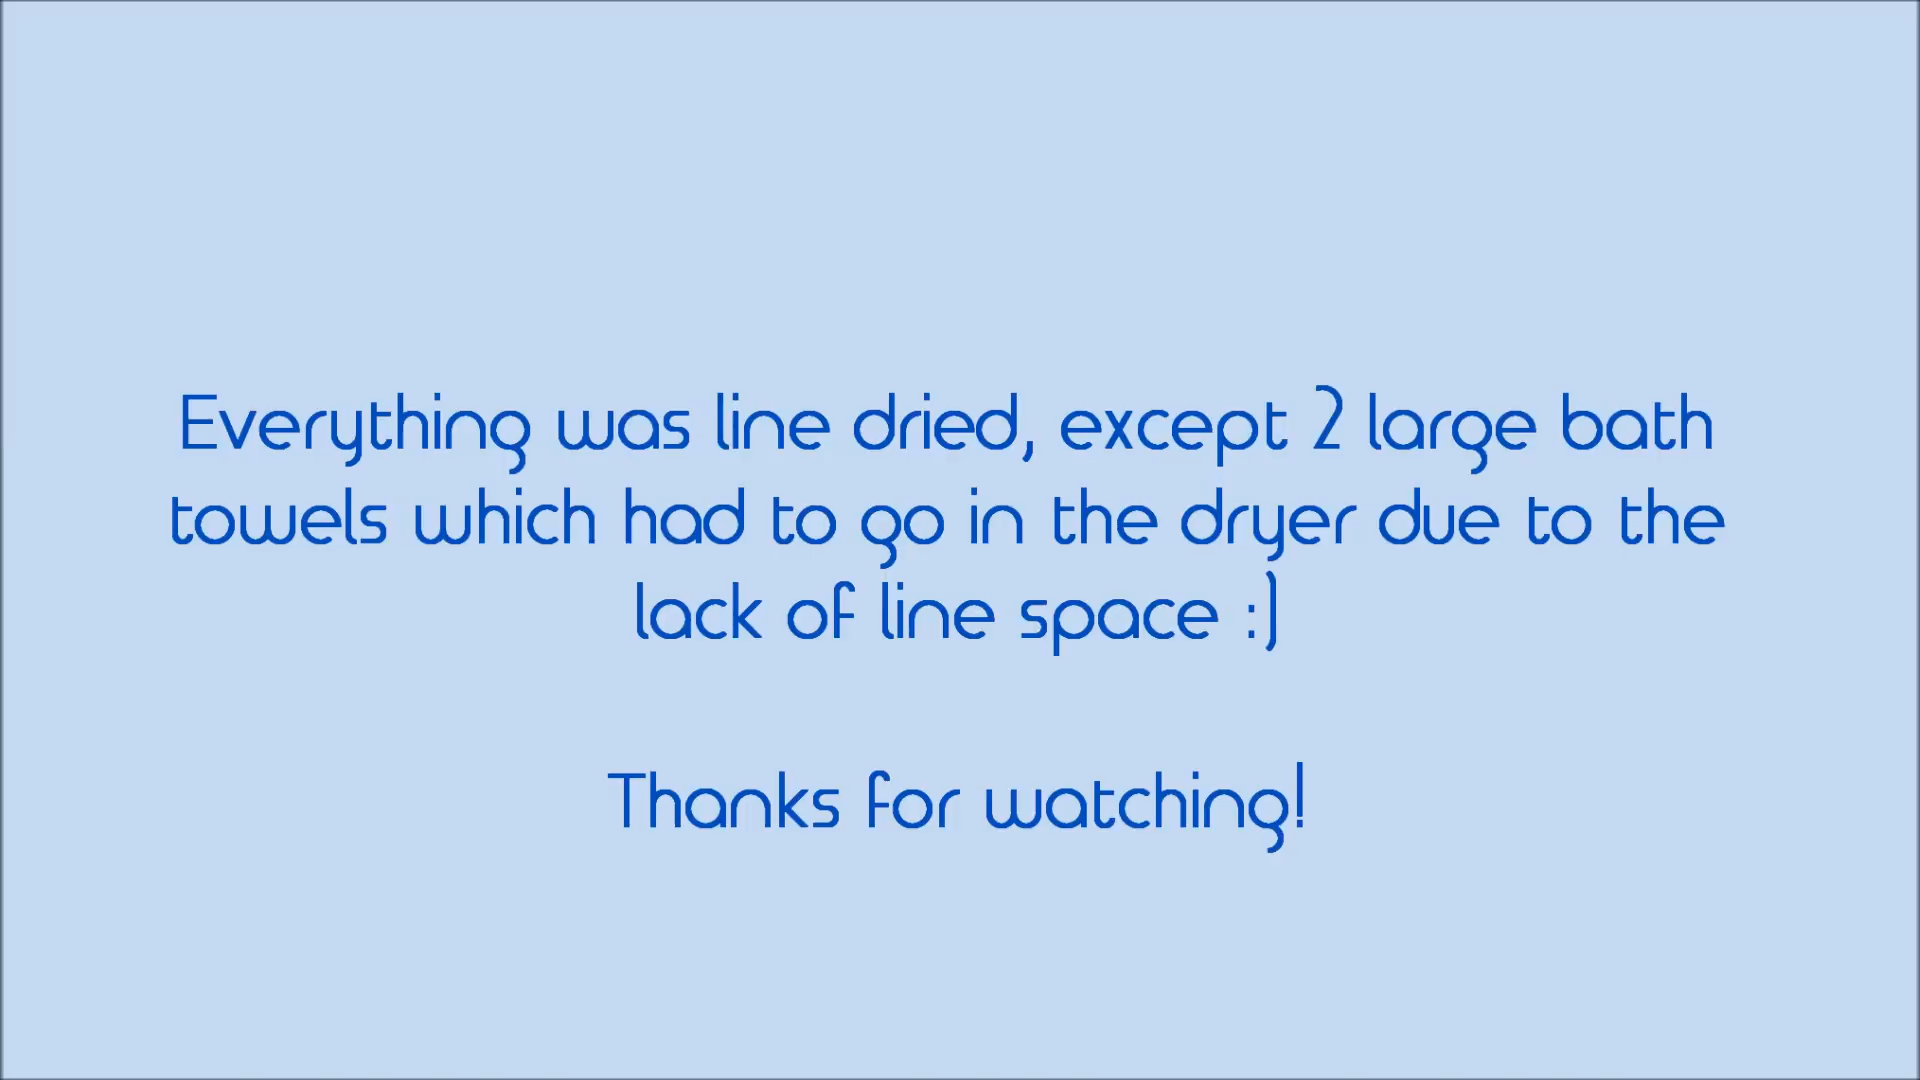 Everything was line dried, except 2 large bath
towels which had to go in the dryer due to the
lack of line space :)
Thanks for watching!